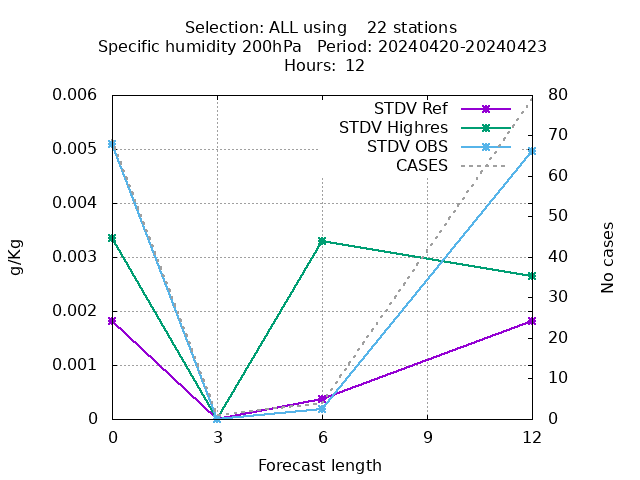 Selection: ALL using    22 stations
Specific humidity 200hPa   Period: 20240420-20240423
Hours: 12
0.006
0.005
0.004
0.003
0.002
0.001
0
80
70
60
50
40
30
20
10
0
STDV Ref
STDV Highres
STDV OBS
CASES
g/Kg
No cases
0 3 6 9 12
Forecast length